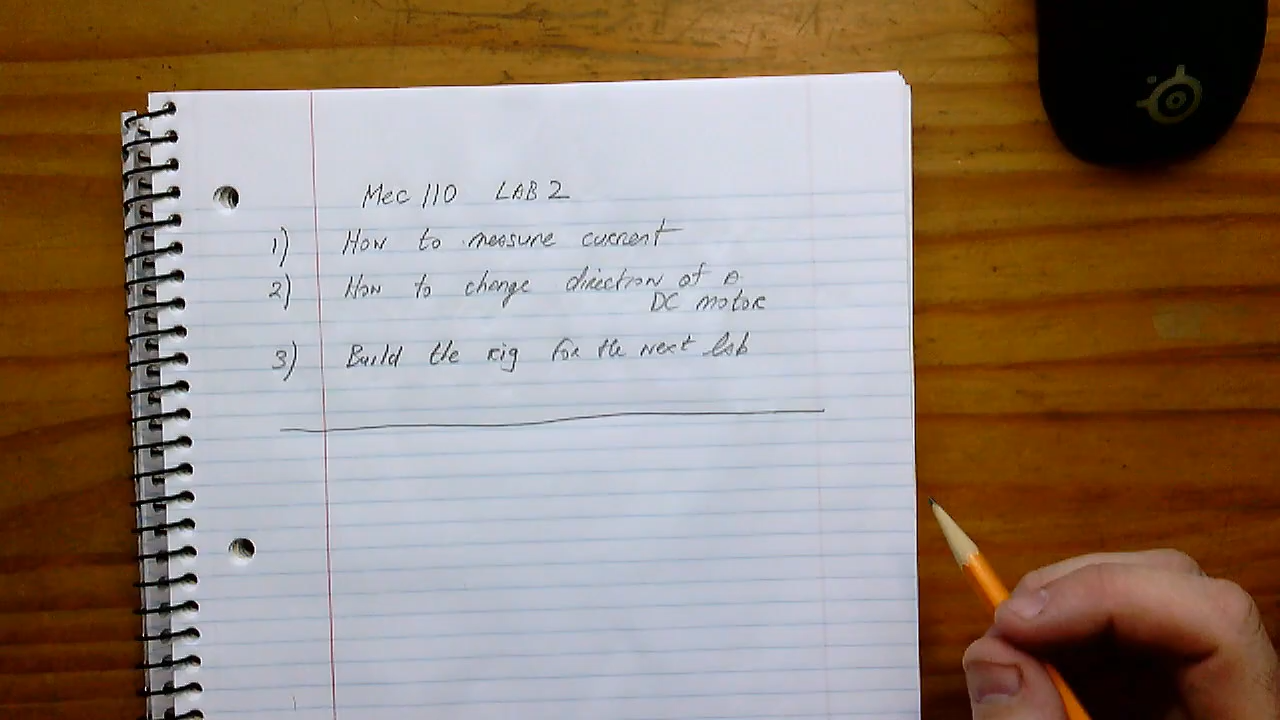 Mec 110 LAB 2
1) How to measure current
2) How to change direction of a
DC motor
3) Build the rig for the next lab